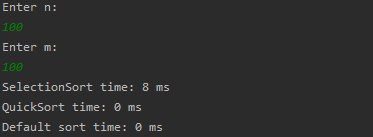 Enter n:
100
Enter m:
100
SelectionSort time: 8 ms
QuickSort time: 0 ms
Default sort time: 0 ms